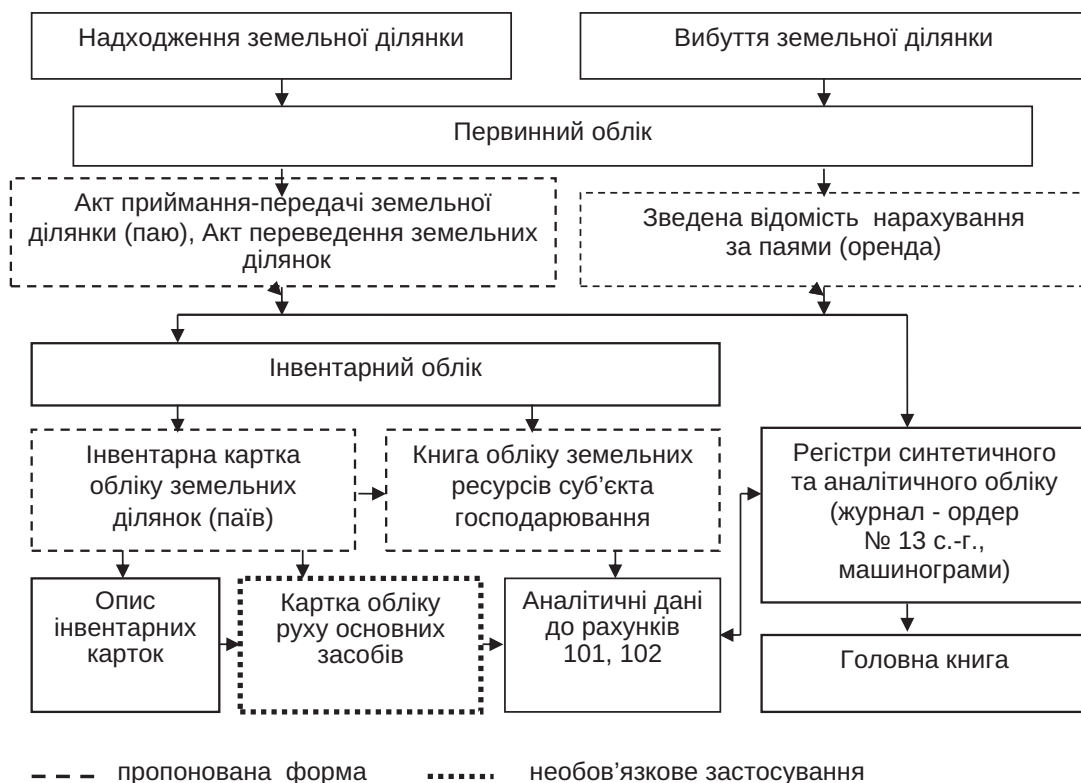 Надходження земельної ділянки
Вибуття земельної ділянки
Первинний облік
Акт приймання-передачі земельної
ділянки (паю), Акт переведення земельних
ділянок
Зведена відомість нарахування
за паями (оренда)
Інвентарний облік
Інвентарна картка
обліку земельних
ділянок (паїв)
Книга обліку земельних
ресурсів суб’єкта
господарювання
Регістри синтетичного
та аналітичного обліку
(журнал - ордер
№ 13 с.-г.,
машинограми)
Опис
інвентарних
карток
Картка обліку
руху основних
засобів
Аналітичні дані
до рахунків
101, 102
Головна книга
пропонована форма
необов’язкове застосування